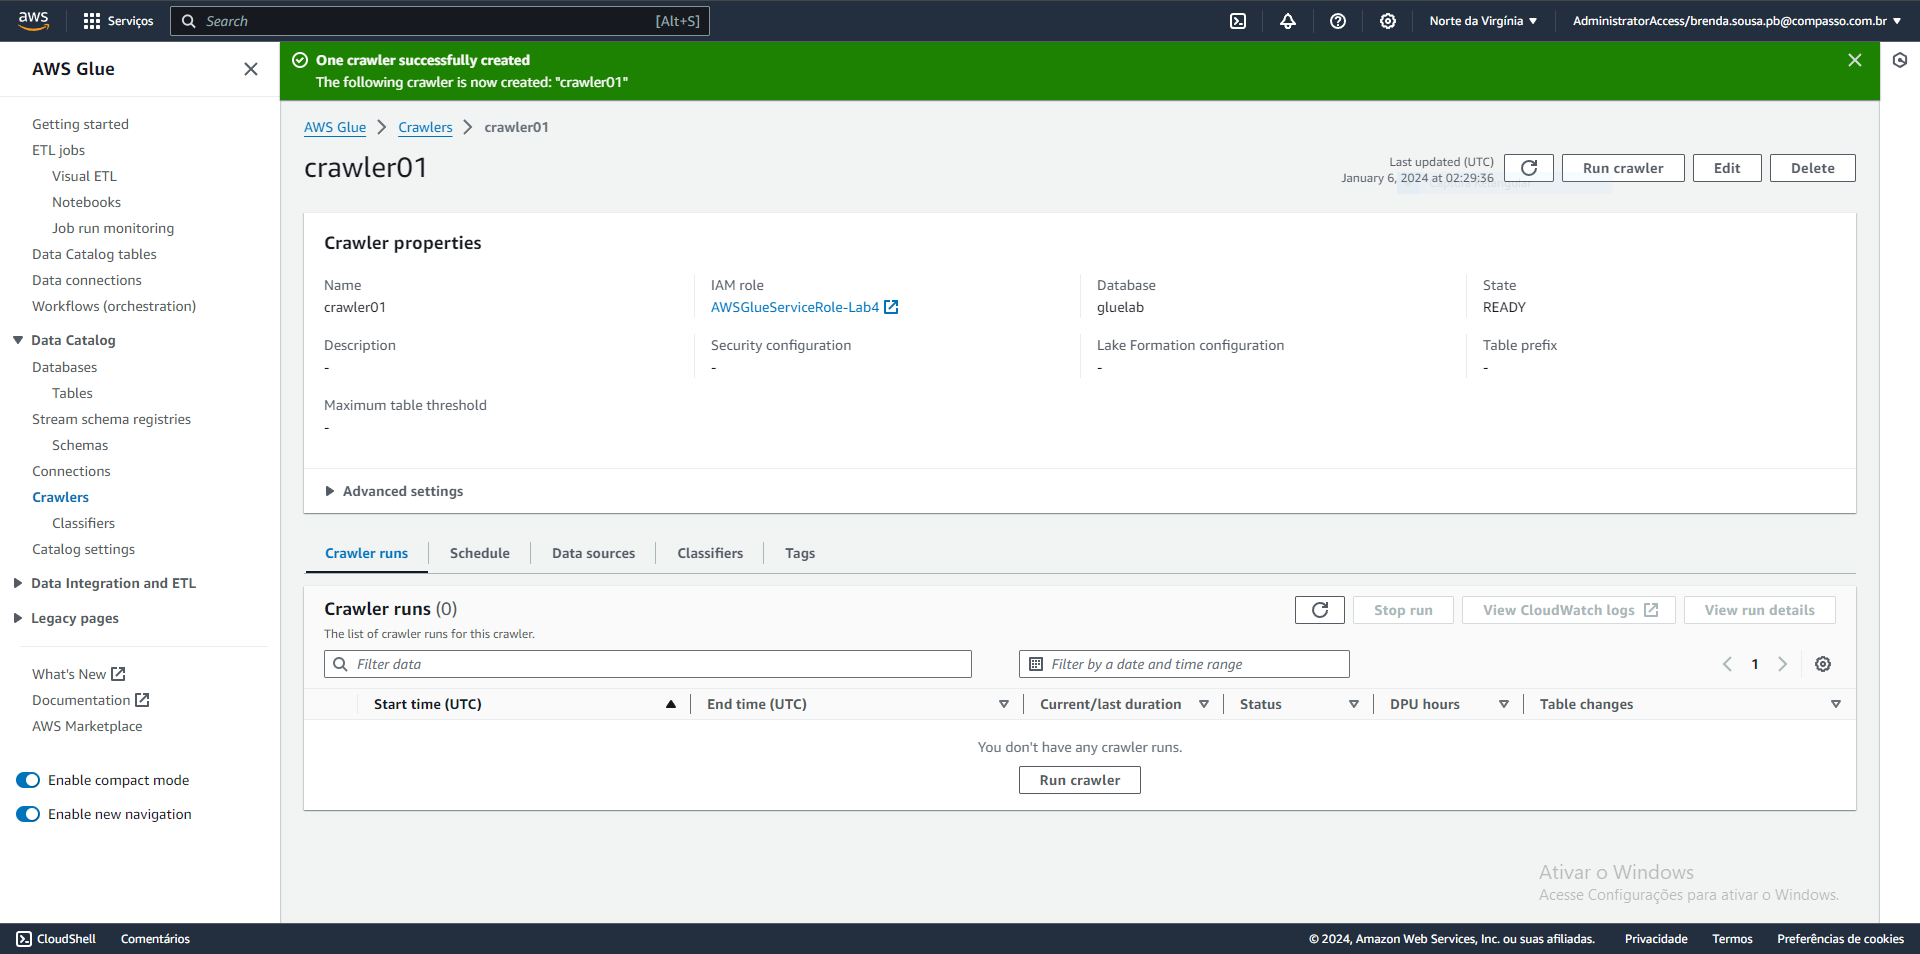 aws
Serviços
Search
[Alt+S]
Norte da Virgínia
AdministratorAccess/brenda.sousa.pb@compasso.com.br
AWS Glue
Getting started
ETL jobs
Visual ETL
Notebooks
Job run monitoring
Data Catalog tables
Data connections
Workflows (orchestration)
Data Catalog
Databases
Tables
Stream schema registries
Schemas
Connections
Crawlers
Classifiers
Catalog settings
Data Integration and ETL
Legacy pages
What's New
Documentation
AWS Marketplace
Enable compact mode
Enable new navigation
One crawler successfully created
The following crawler is now created: "crawler01"
AWS Glue
Crawlers
crawler01
crawler01
Last updated (UTC)
January 6, 2024 at 02:29:36
Captura Retangular
Run crawler
Edit
Delete
Crawler properties
Name
crawler01
IAM role
AWSGlueServiceRole-Lab4
Database
gluelab
State
READY
Description
-
Security configuration
-
Lake Formation configuration
-
Table prefix
-
Maximum table threshold
-
Advanced settings
Crawler runs
Schedule
Data sources
Classifiers
Tags
Crawler runs (0)
The list of crawler runs for this crawler.
Stop run
View CloudWatch logs
View run details
Filter data
Filter by a date and time range
1
Start time (UTC)
End time (UTC)
Current/last duration
Status
DPU hours
Table changes
You don't have any crawler runs.
Run crawler
Ativar o Windows
Acesse Configurações para ativar o Windows.
CloudShell
Comentários
© 2024, Amazon Web Services, Inc. ou suas afiliadas.
Privacidade
Termos
Preferências de cookies